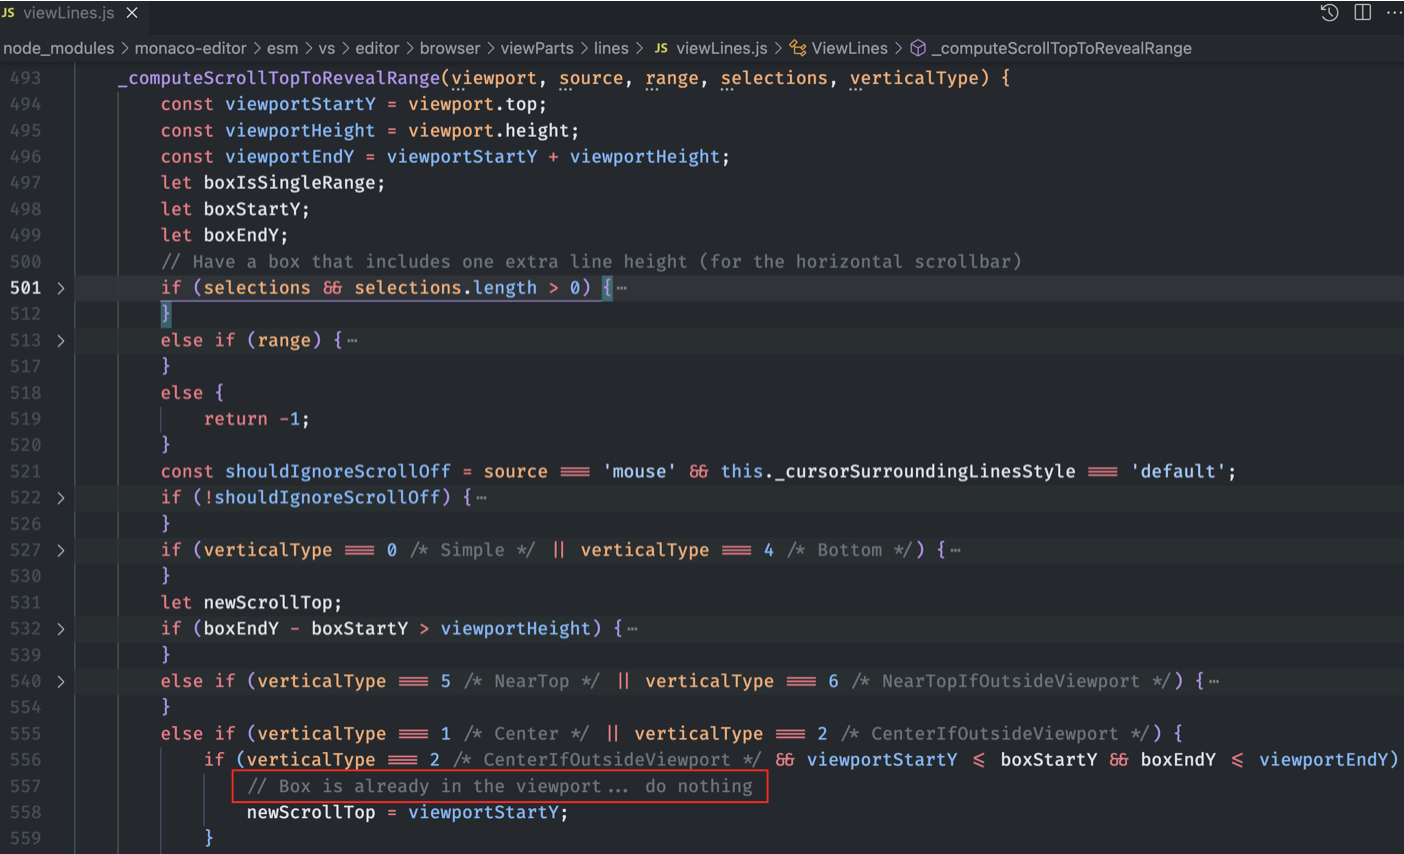 JS viewLines.js ×
node_modules > monaco-editor > esm > vs > editor > browser > viewParts > lines > JS viewLines.js > ViewLines > _computeScrollTopToRevealRange
493 _computeScrollTopToRevealRange(viewport, source, range, selections, verticalType) {
494 const viewportStartY = viewport.top;
495 const viewportHeight = viewport.height;
496 const viewportEndY = viewportStartY + viewportHeight;
497 let boxIsSingleRange;
498 let boxStartY;
499 let boxEndY;
500 // Have a box that includes one extra line height (for the horizontal scrollbar)
501 > if (selections && selections.length > 0) {⋯
512 }
513 > else if (range) {⋯
517 }
518 else {
519 return -1;
520 }
521 const shouldIgnoreScrollOff = source === 'mouse' && this._cursorSurroundingLinesStyle === 'default';
522 > if (!shouldIgnoreScrollOff) {⋯
526 }
527 > if (verticalType === 0 /* Simple */ || verticalType === 4 /* Bottom */) {⋯
530 }
531 let newScrollTop;
532 > if (boxEndY - boxStartY > viewportHeight) {⋯
539 }
540 > else if (verticalType === 5 /* NearTop */ || verticalType === 6 /* NearTopIfOutsideViewport */) {⋯
554 }
555 else if (verticalType === 1 /* Center */ || verticalType === 2 /* CenterIfOutsideViewport */) {
556 if (verticalType === 2 /* CenterIfOutsideViewport */ && viewportStartY <= boxStartY && boxEndY <= viewportEndY)
557 // Box is already in the viewport... do nothing
558 newScrollTop = viewportStartY;
559 }